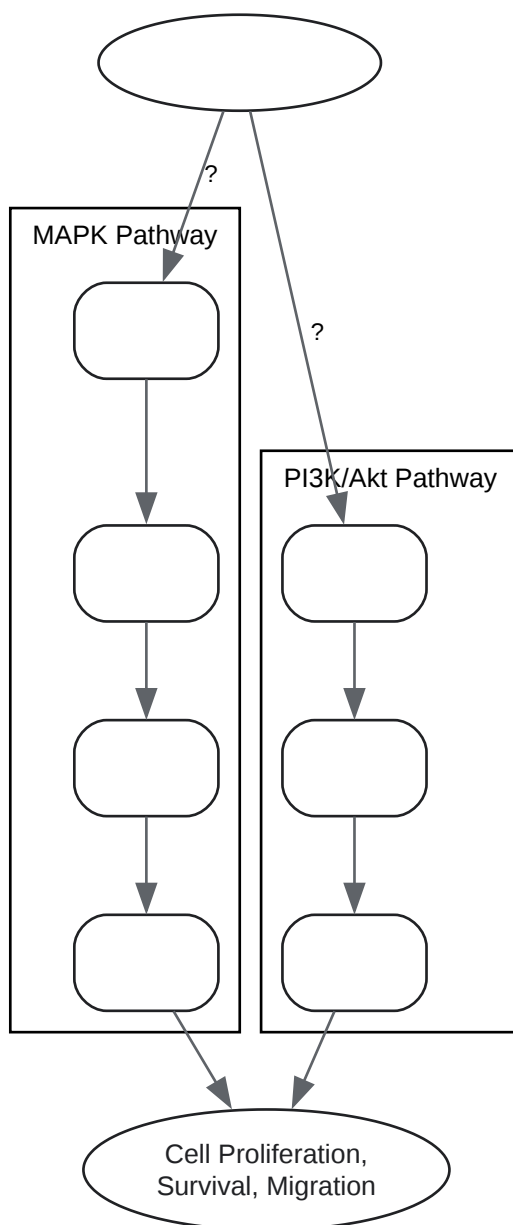 ?
MAPK Pathway
?
PI3K/Akt Pathway
Cell Proliferation,
Survival, Migration